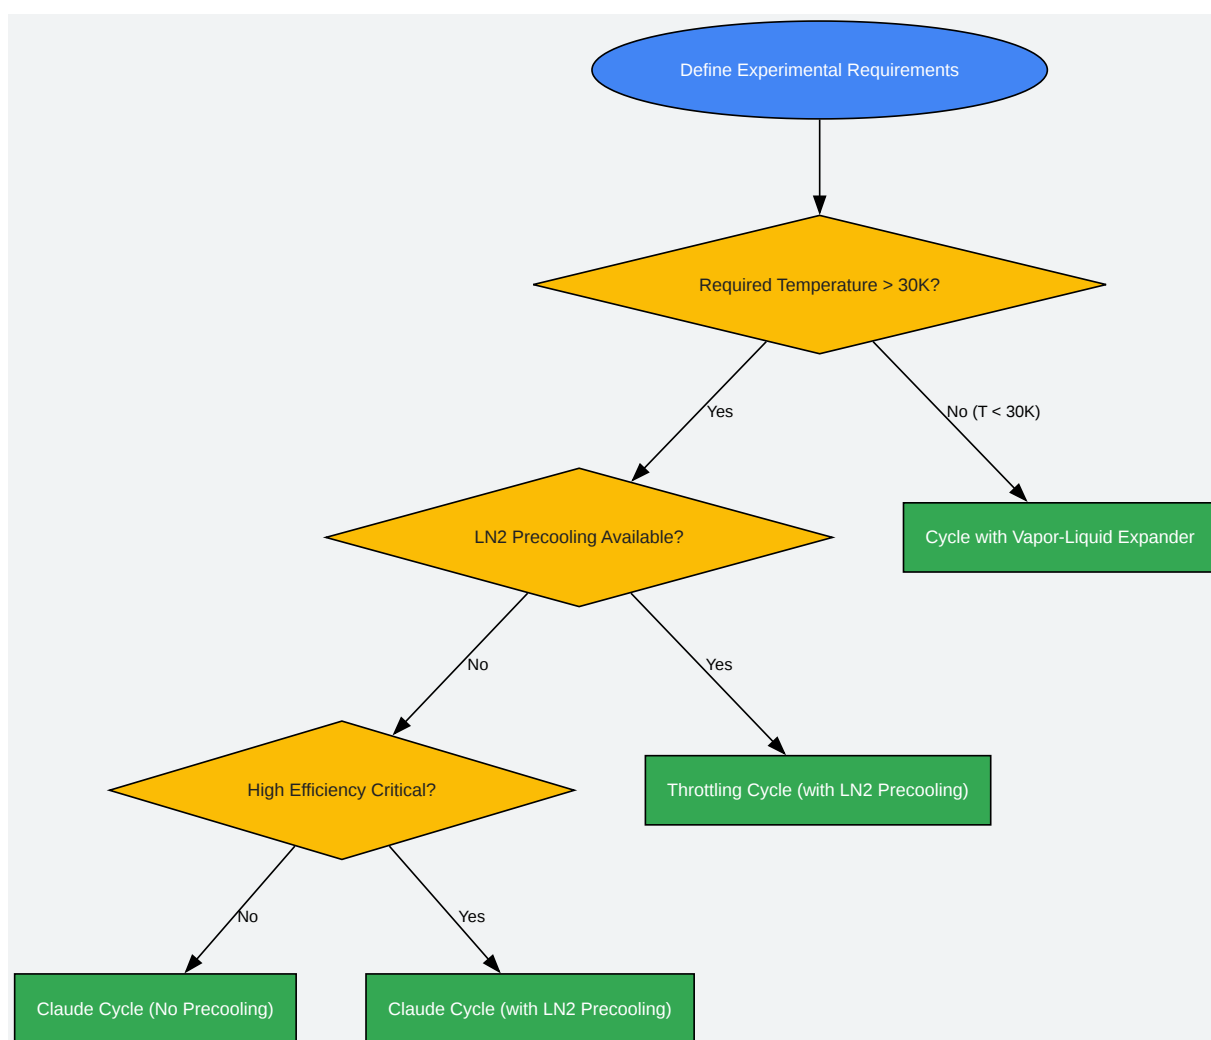 Define Experimental Requirements
Required Temperature > 30K?
Yes
No (T < 30K)
LN2 Precooling Available?
Cycle with Vapor-Liquid Expander
No
Yes
High Efficiency Critical?
Throttling Cycle (with LN2 Precooling)
No
Yes
Claude Cycle (No Precooling)
Claude Cycle (with LN2 Precooling)